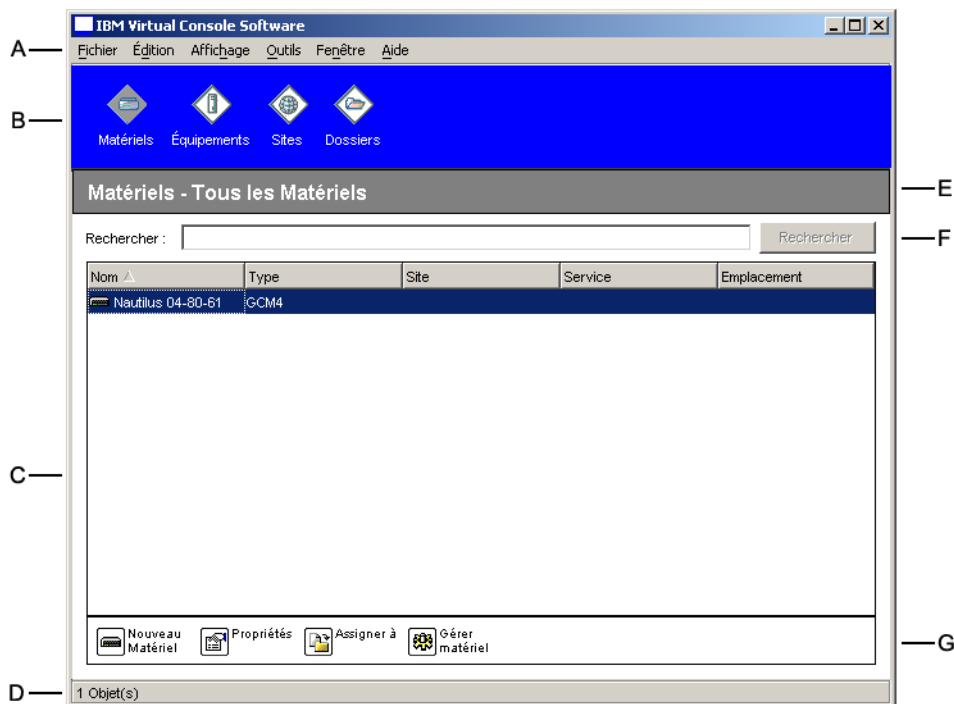 IBM Virtual Console Software
A
Fichier Édition Affichage Outils Fenêtre Aide
B
Matériels Équipements Sites Dossiers
Matériels - Tous les Matériels
E
Rechercher :
Rechercher
F
Nom Type Site Service Emplacement
Nautilus 04-80-61 GCM4
C
Nouveau Matériel
Propriétés
Assigner à
Gérer matériel
G
D
1 Objet(s)